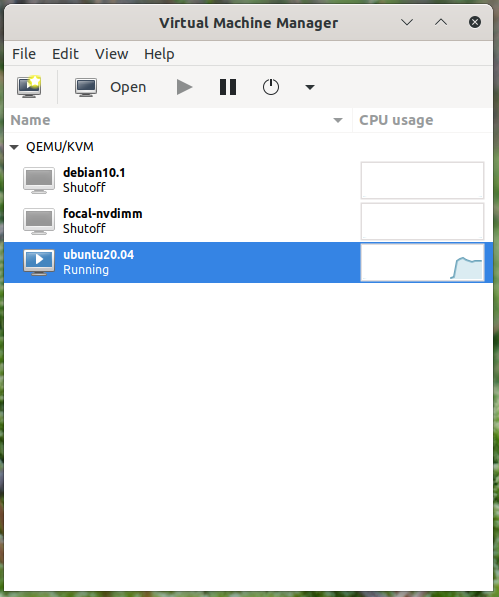 Virtual Machine Manager
File Edit View Help
Open
Name CPU usage
QEMU/KVM
debian10.1
Shutoff
focal-nvdimm
Shutoff
ubuntu20.04
Running